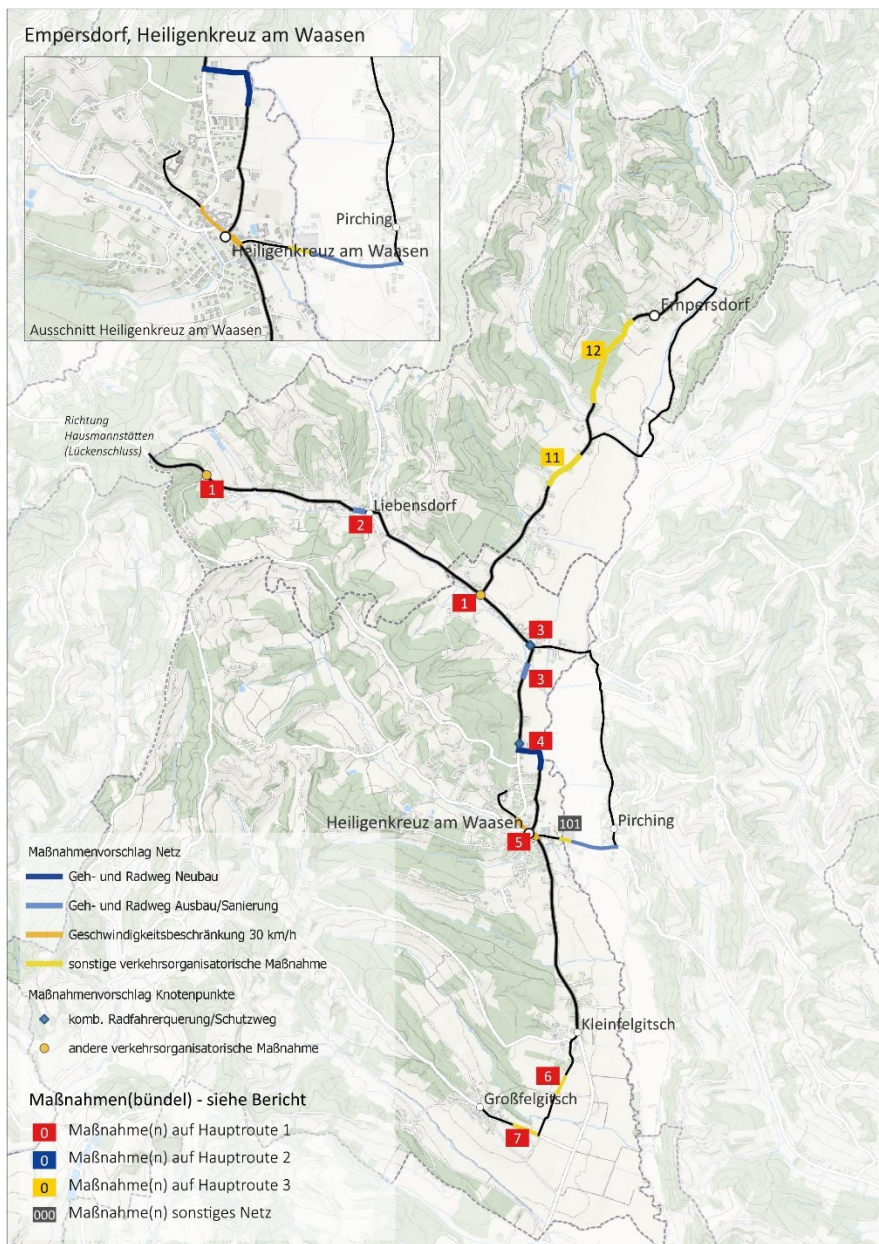 Empersdorf, Heiligenkreuz am Waasen
Pirching
Heiligenkreuz am Waasen
Ausschnitt Heiligenkreuz am Waasen
Empersdorf
12
Richtung
Hausmannstätten
(Lückenschluss)
11
1
Liebensdorf
2
1
3
3
4
Heiligenkreuz am Waasen
101
Pirching
5
Maßnahmenvorschlag Netz
Geh- und Radweg Neubau
Geh- und Radweg Ausbau/Sanierung
Geschwindigkeitsbeschränkung 30 km/h
sonstige verkehrsorganisatorische Maßnahme
Maßnahmenvorschlag Knotenpunkte
komb. Radfahrerquerung/Schutzweg
andere verkehrsorganisatorische Maßnahme
Kleinfelgitsch
6
Großfelgitsch
7
Maßnahmen(bündel) - siehe Bericht
0 Maßnahme(n) auf Hauptroute 1
0 Maßnahme(n) auf Hauptroute 2
0 Maßnahme(n) auf Hauptroute 3
000 Maßnahme(n) sonstiges Netz